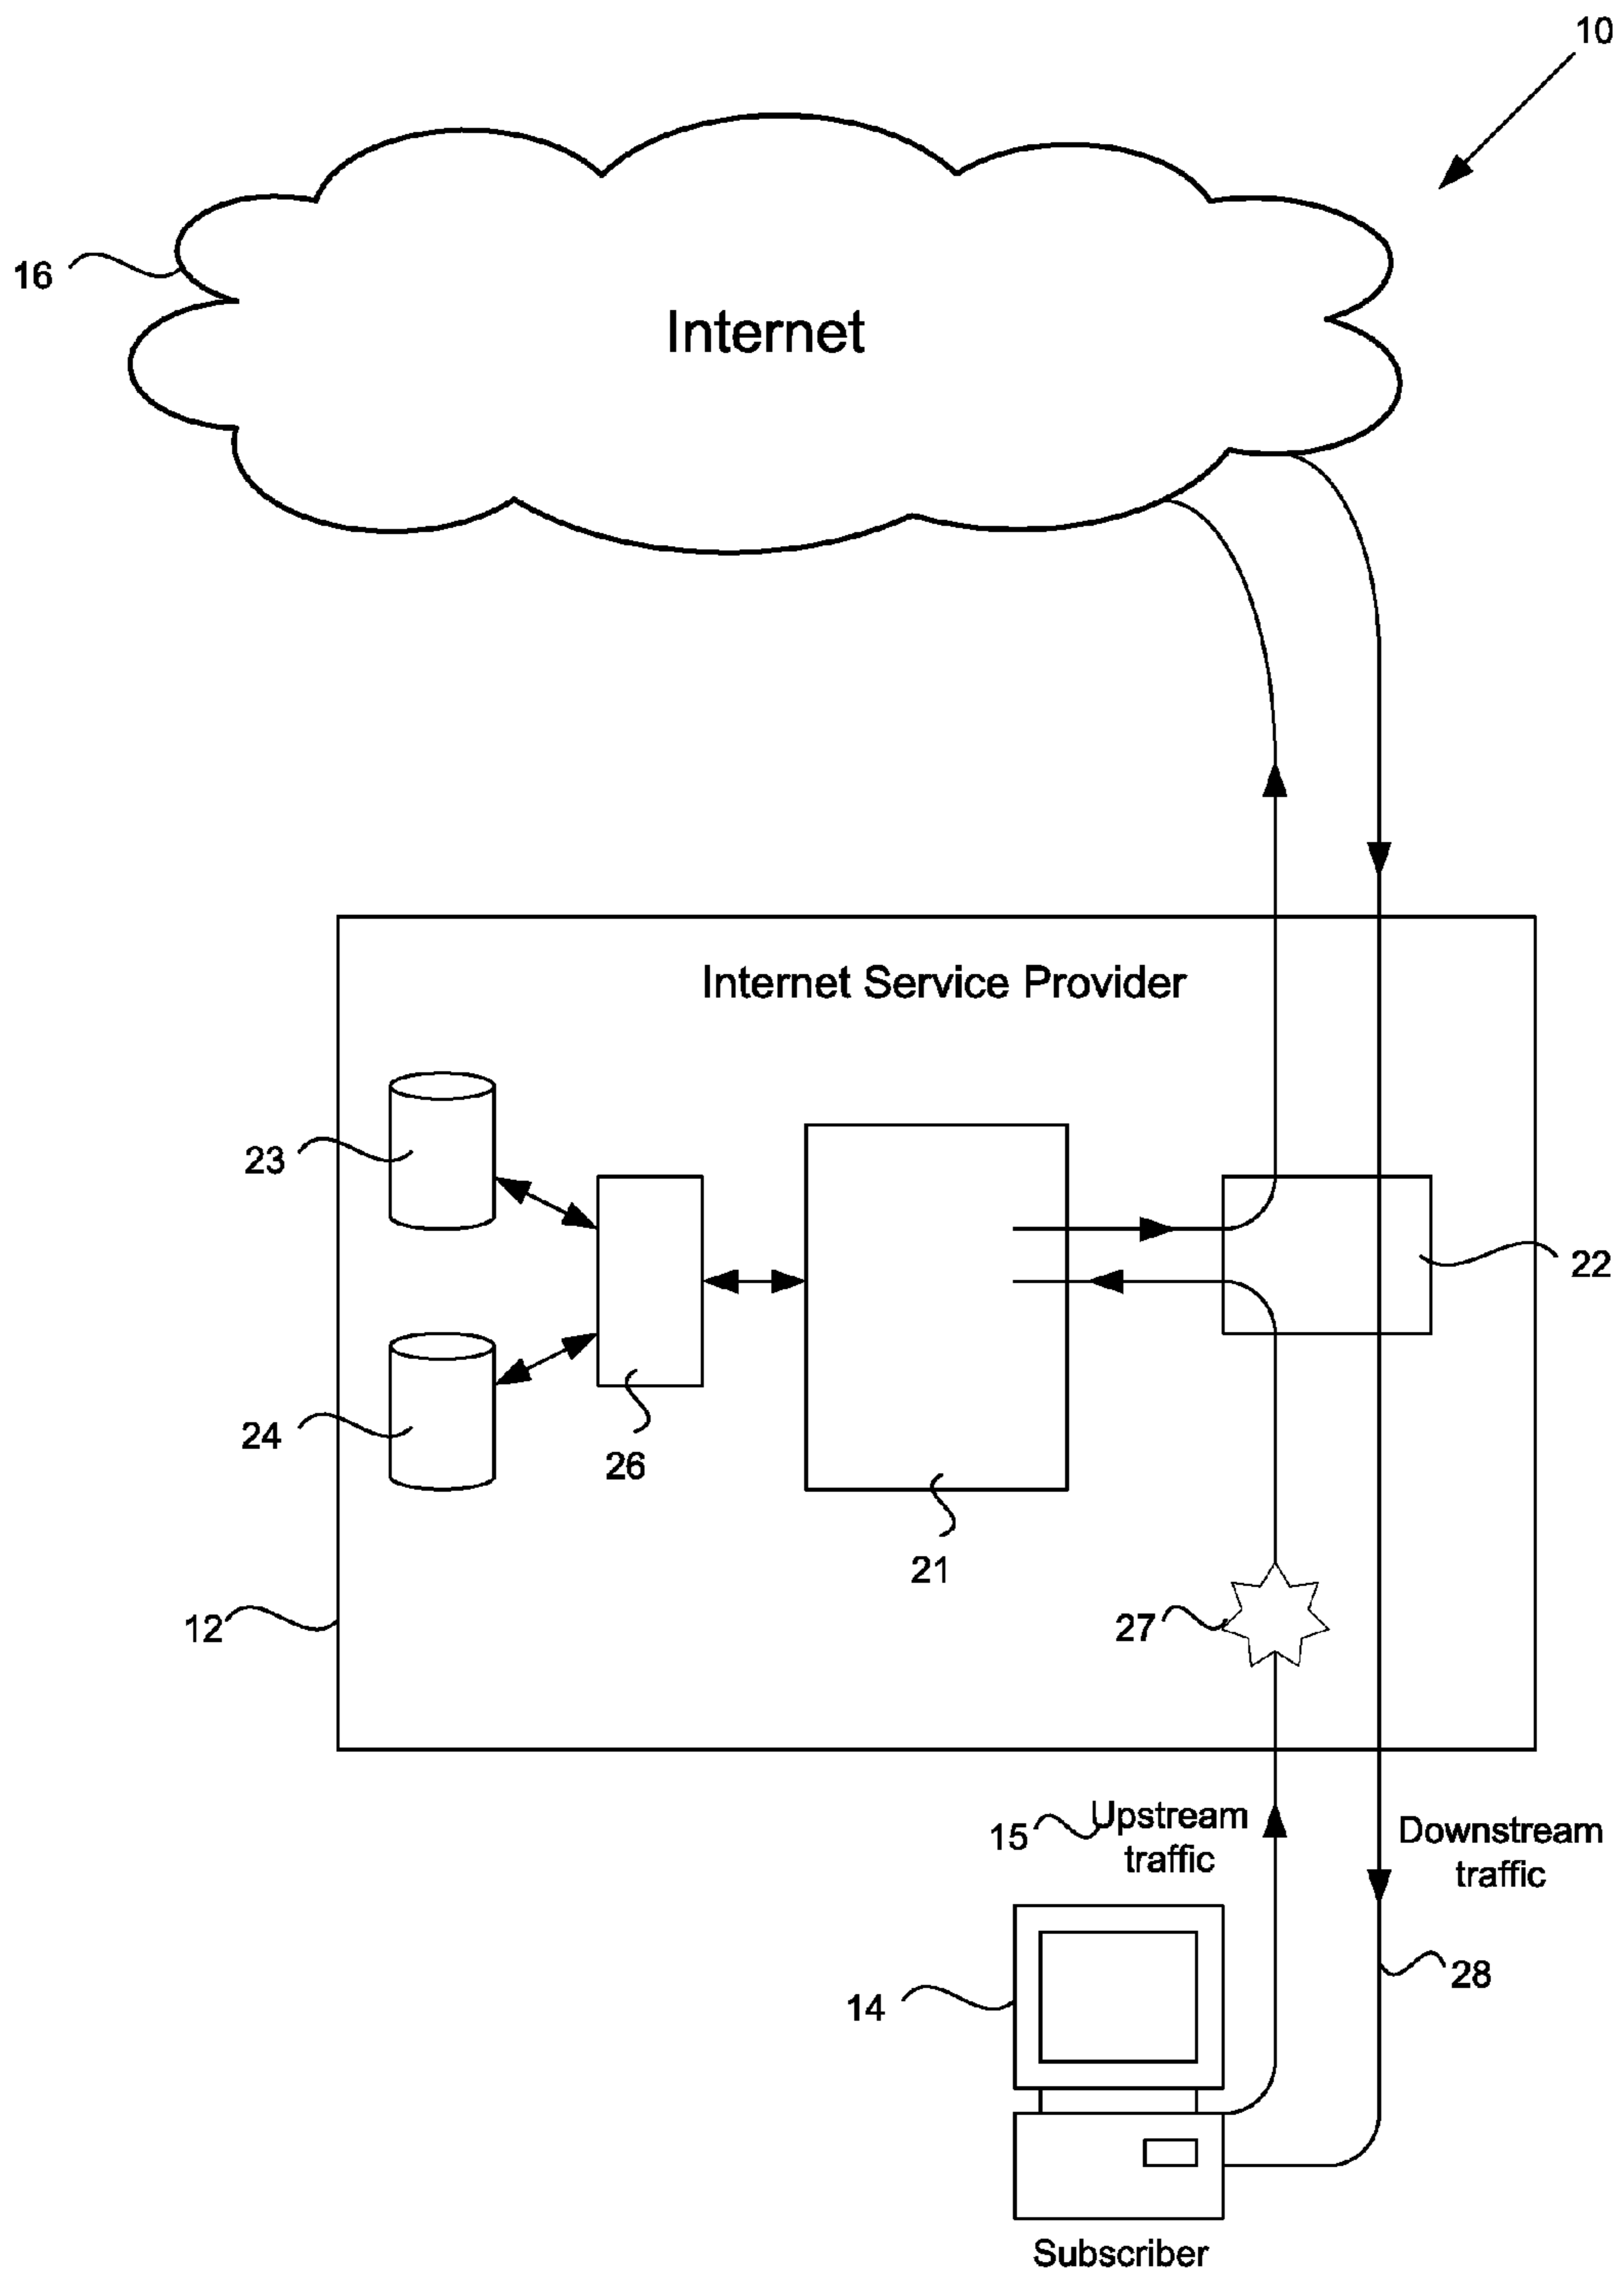 10
16
Internet
Internet Service Provider
23
22
24
26
21
12
27
15
Upstream
traffic
Downstream
traffic
28
14
Subscriber